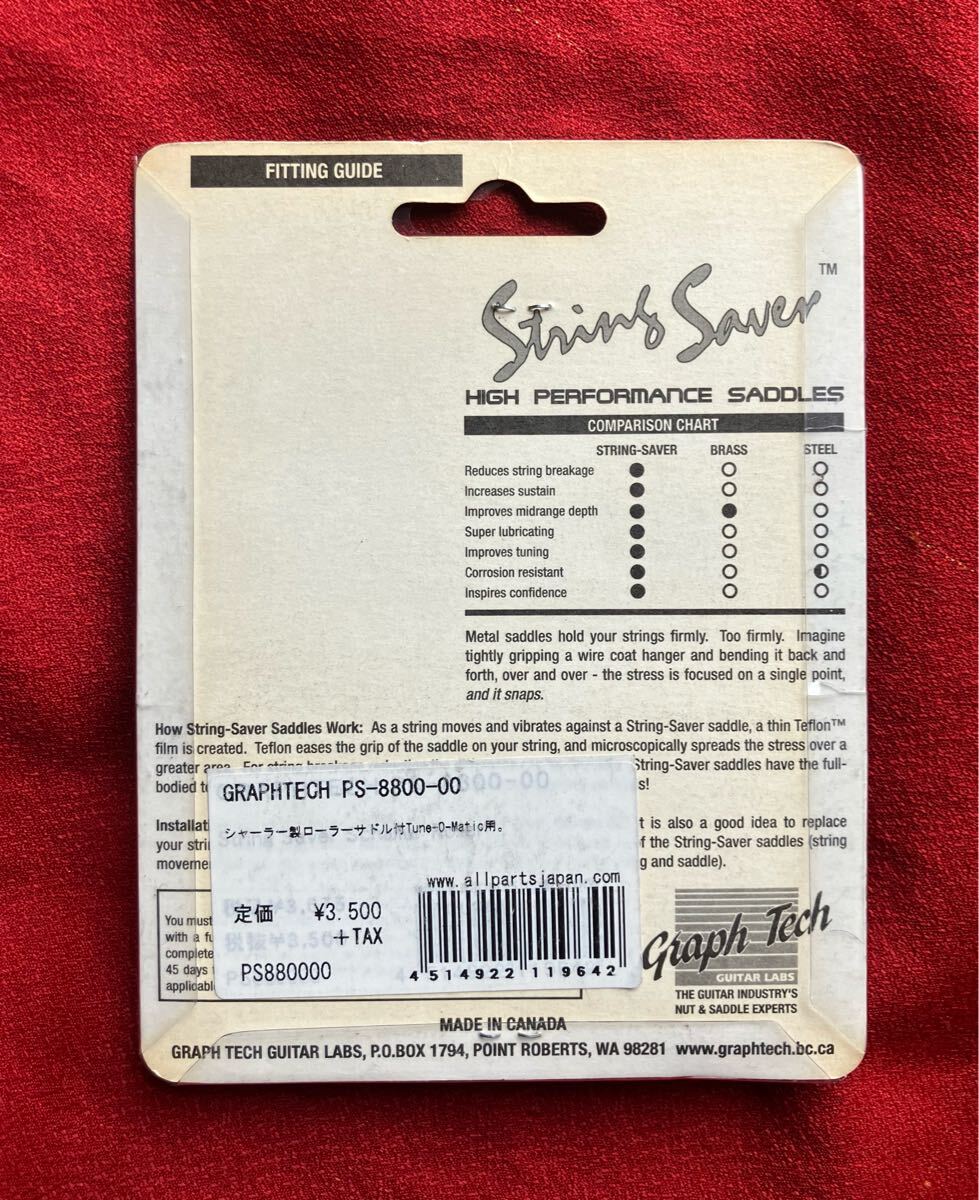 FITTING GUIDE
String Saver™
HIGH PERFORMANCE SADDLES
COMPARISON CHART
STRING-SAVER BRASS STEEL
Reduces string breakage ● ○ ○
Increases sustain ● ○ ○
Improves midrange depth ● ● ○
Super lubricating ● ○ ○
Improves tuning ● ○ ○
Corrosion resistant ● ○ ◐
Inspires confidence ● ○ ○
Metal saddles hold your strings firmly. Too firmly. Imagine
tightly gripping a wire coat hanger and bending it back and
forth, over and over - the stress is focused on a single point,
and it snaps.
How String-Saver Saddles Work: As a string moves and vibrates against a String-Saver saddle, a thin Teflon™
film is created. Teflon eases the grip of the saddle on your string, and microscopically spreads the stress over a
greater area. For string String-Saver saddles have the full-
bodied
Installat t is also a good idea to replace
your strin of the String-Saver saddles (string
moveme g and saddle).
GRAPHTECH PS-8800-00
シャーラー製ローラーサドル付Tune-O-Matic用。
www.allpartsjapan.com
定価 ¥3.500
+TAX
PS880000
4 514922 119642
You must
with a fu
complete
45 days
applicabl
Graph Tech
GUITAR LABS
THE GUITAR INDUSTRY'S
NUT & SADDLE EXPERTS
MADE IN CANADA
GRAPH TECH GUITAR LABS, P.O.BOX 1794, POINT ROBERTS, WA 98281 www.graphtech.bc.ca